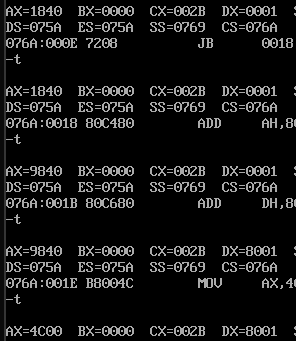 AX=1840 BX=0000 CX=002B DX=0001
DS=075A ES=075A SS=0769 CS=076A
076A:000E 7208 JB 0018
-t
AX=1840 BX=0000 CX=002B DX=0001
DS=075A ES=075A SS=0769 CS=076A
076A:0018 80C480 ADD AH,80
-t
AX=9840 BX=0000 CX=002B DX=0001
DS=075A ES=075A SS=0769 CS=076A
076A:001B 80C680 ADD DH,80
-t
AX=9840 BX=0000 CX=002B DX=8001
DS=075A ES=075A SS=0769 CS=076A
076A:001E B8004C MOV AX,4
-t
AX=4C00 BX=0000 CX=002B DX=8001